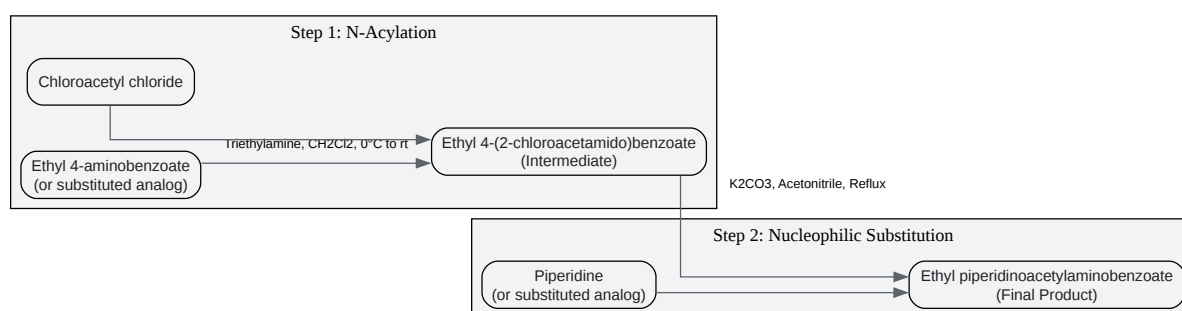 Step 1: N-Acylation
Chloroacetyl chloride
Triethylamine, CH2Cl2, 0°C to rt
Ethyl 4-aminobenzoate
(or substituted analog)
Ethyl 4-(2-chloroacetamido)benzoate
(Intermediate)
K2CO3, Acetonitrile, Reflux
Step 2: Nucleophilic Substitution
Piperidine
(or substituted analog)
Ethyl piperidinoacetylaminobenzoate
(Final Product)